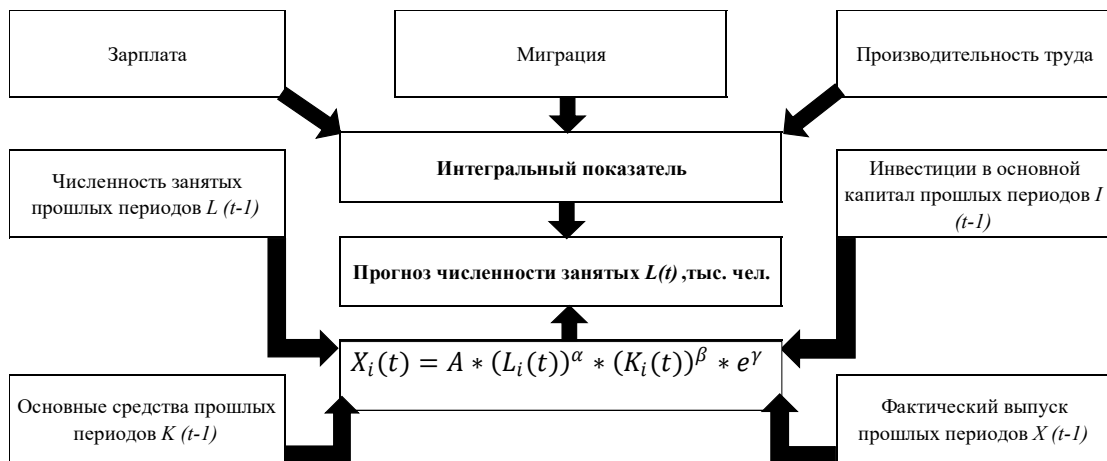 Зарплата
Миграция
Производительность труда
Интегральный показатель
Численность занятых
прошлых периодов L (t-1)
Инвестиции в основной
капитал прошлых периодов I
(t-1)
Прогноз численности занятых L(t) ,тыс. чел.
X_i(t) = A * (L_i(t))^α * (K_i(t))^β * e^γ
Основные средства прошлых
периодов K (t-1)
Фактический выпуск
прошлых периодов X (t-1)